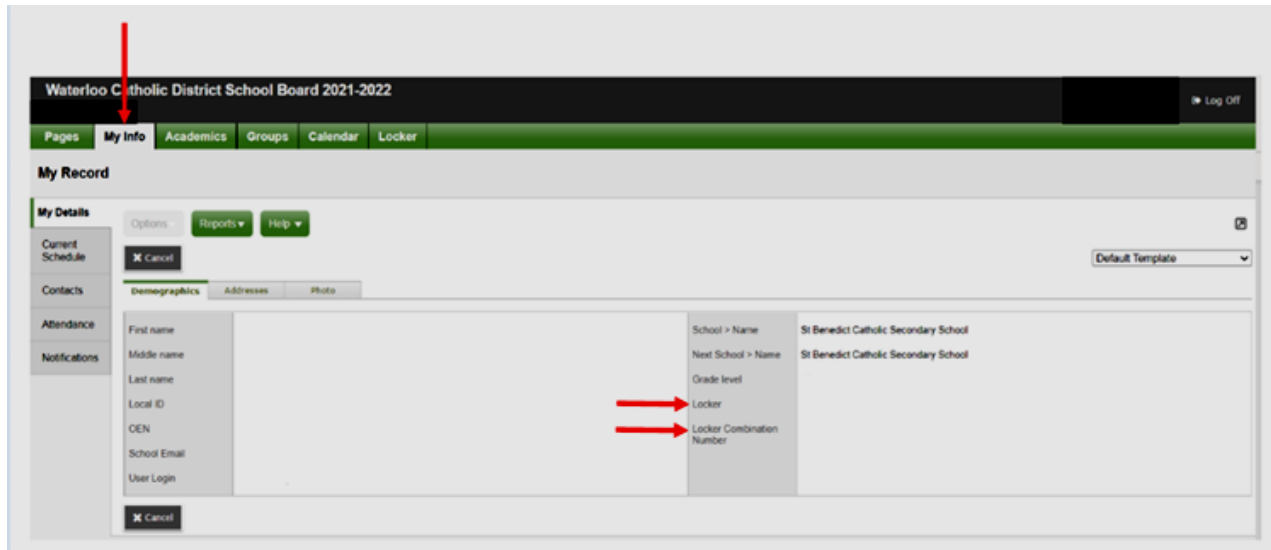 Waterloo Catholic District School Board 2021-2022
Log Off
Pages My Info Academics Groups Calendar Locker
My Record
My Details
Options Reports Help
Current
Schedule
Cancel
Default Template
Contacts
Demographics Addresses Photo
Attendance
Notifications
First name
Middle name
Last name
Local ID
OEN
School Email
User Login
School > Name St Benedict Catholic Secondary School
Next School > Name St Benedict Catholic Secondary School
Grade level
Locker
Locker Combination
Number
Cancel